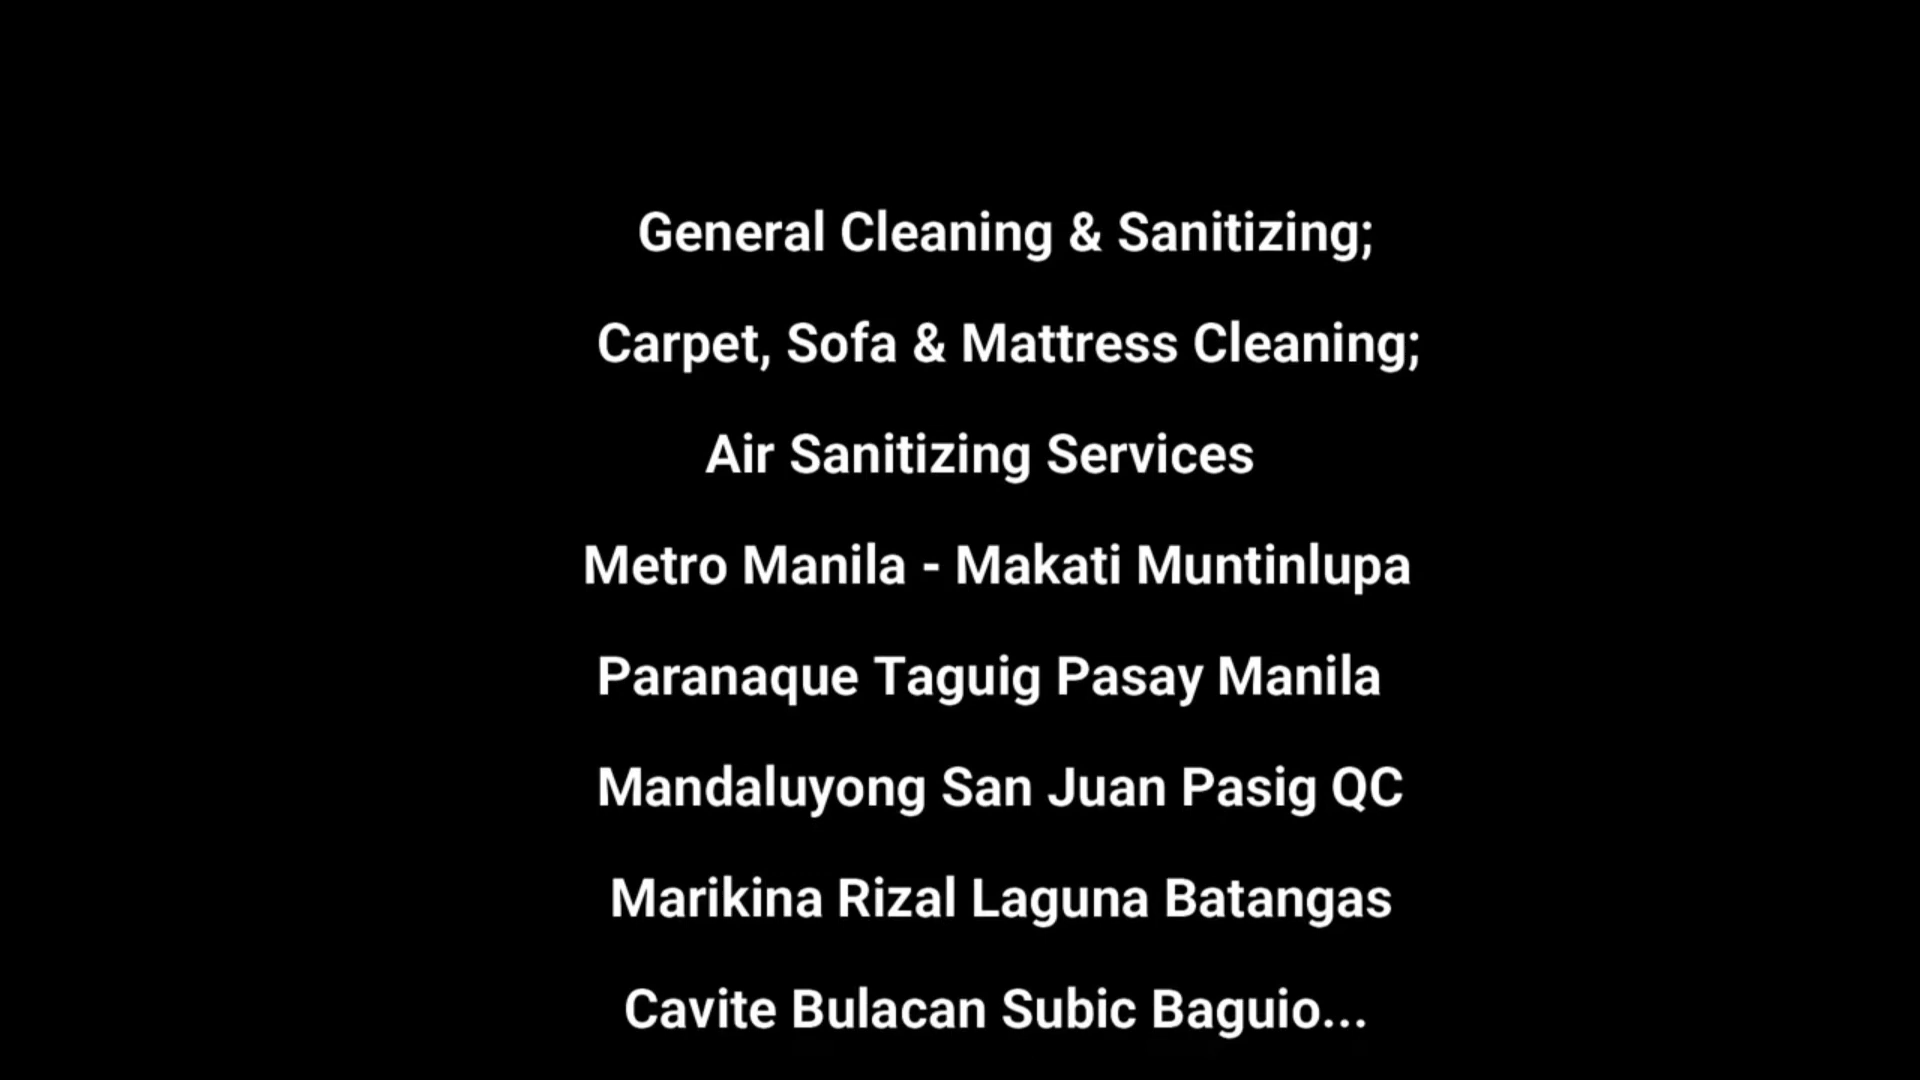 General Cleaning & Sanitizing;
Carpet, Sofa & Mattress Cleaning;
Air Sanitizing Services
Metro Manila - Makati Muntinlupa
Paranaque Taguig Pasay Manila
Mandaluyong San Juan Pasig QC
Marikina Rizal Laguna Batangas
Cavite Bulacan Subic Baguio...